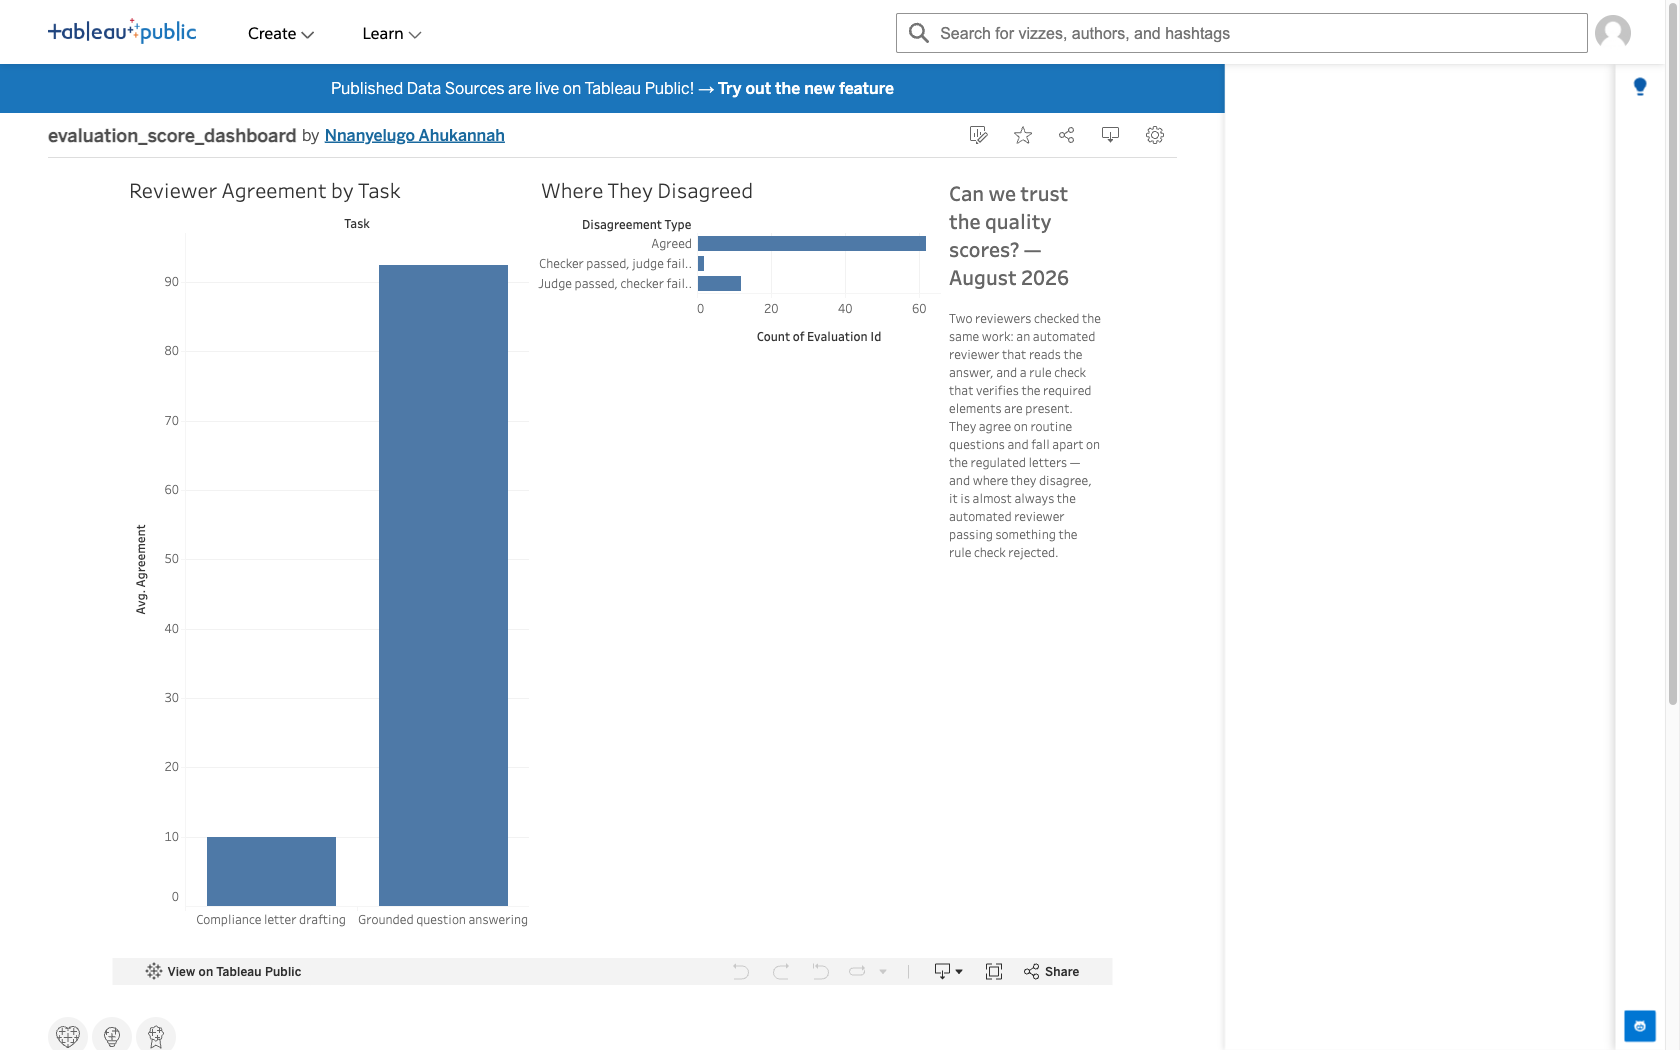 tableau public
Create
Learn
Search for vizzes, authors, and hashtags
Published Data Sources are live on Tableau Public! → Try out the new feature
evaluation_score_dashboard by Nnanyelugo Ahukannah
Reviewer Agreement by Task
Task
Avg. Agreement
90
80
70
60
50
40
30
20
10
0
Compliance letter drafting
Grounded question answering
Where They Disagreed
Disagreement Type
Agreed
Checker passed, judge fail..
Judge passed, checker fail..
0 20 40 60
Count of Evaluation Id
Can we trust
the quality
scores? —
August 2026
Two reviewers checked the
same work: an automated
reviewer that reads the
answer, and a rule check
that verifies the required
elements are present.
They agree on routine
questions and fall apart on
the regulated letters —
and where they disagree,
it is almost always the
automated reviewer
passing something the
rule check rejected.
View on Tableau Public
Share